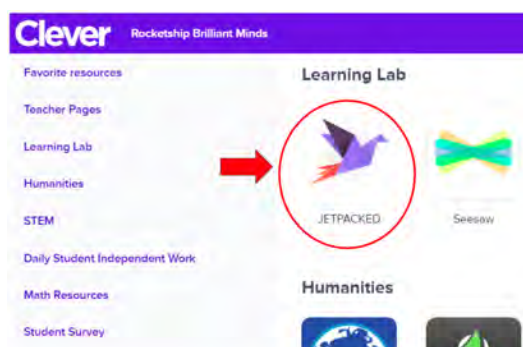 Clever Rocketship Brilliant Minds
Favorite resources
Teacher Pages
Learning Lab
Humanities
STEM
Daily Student Independent Work
Math Resources
Student Survey
Learning Lab
JETPACKED
Seesaw
Humanities